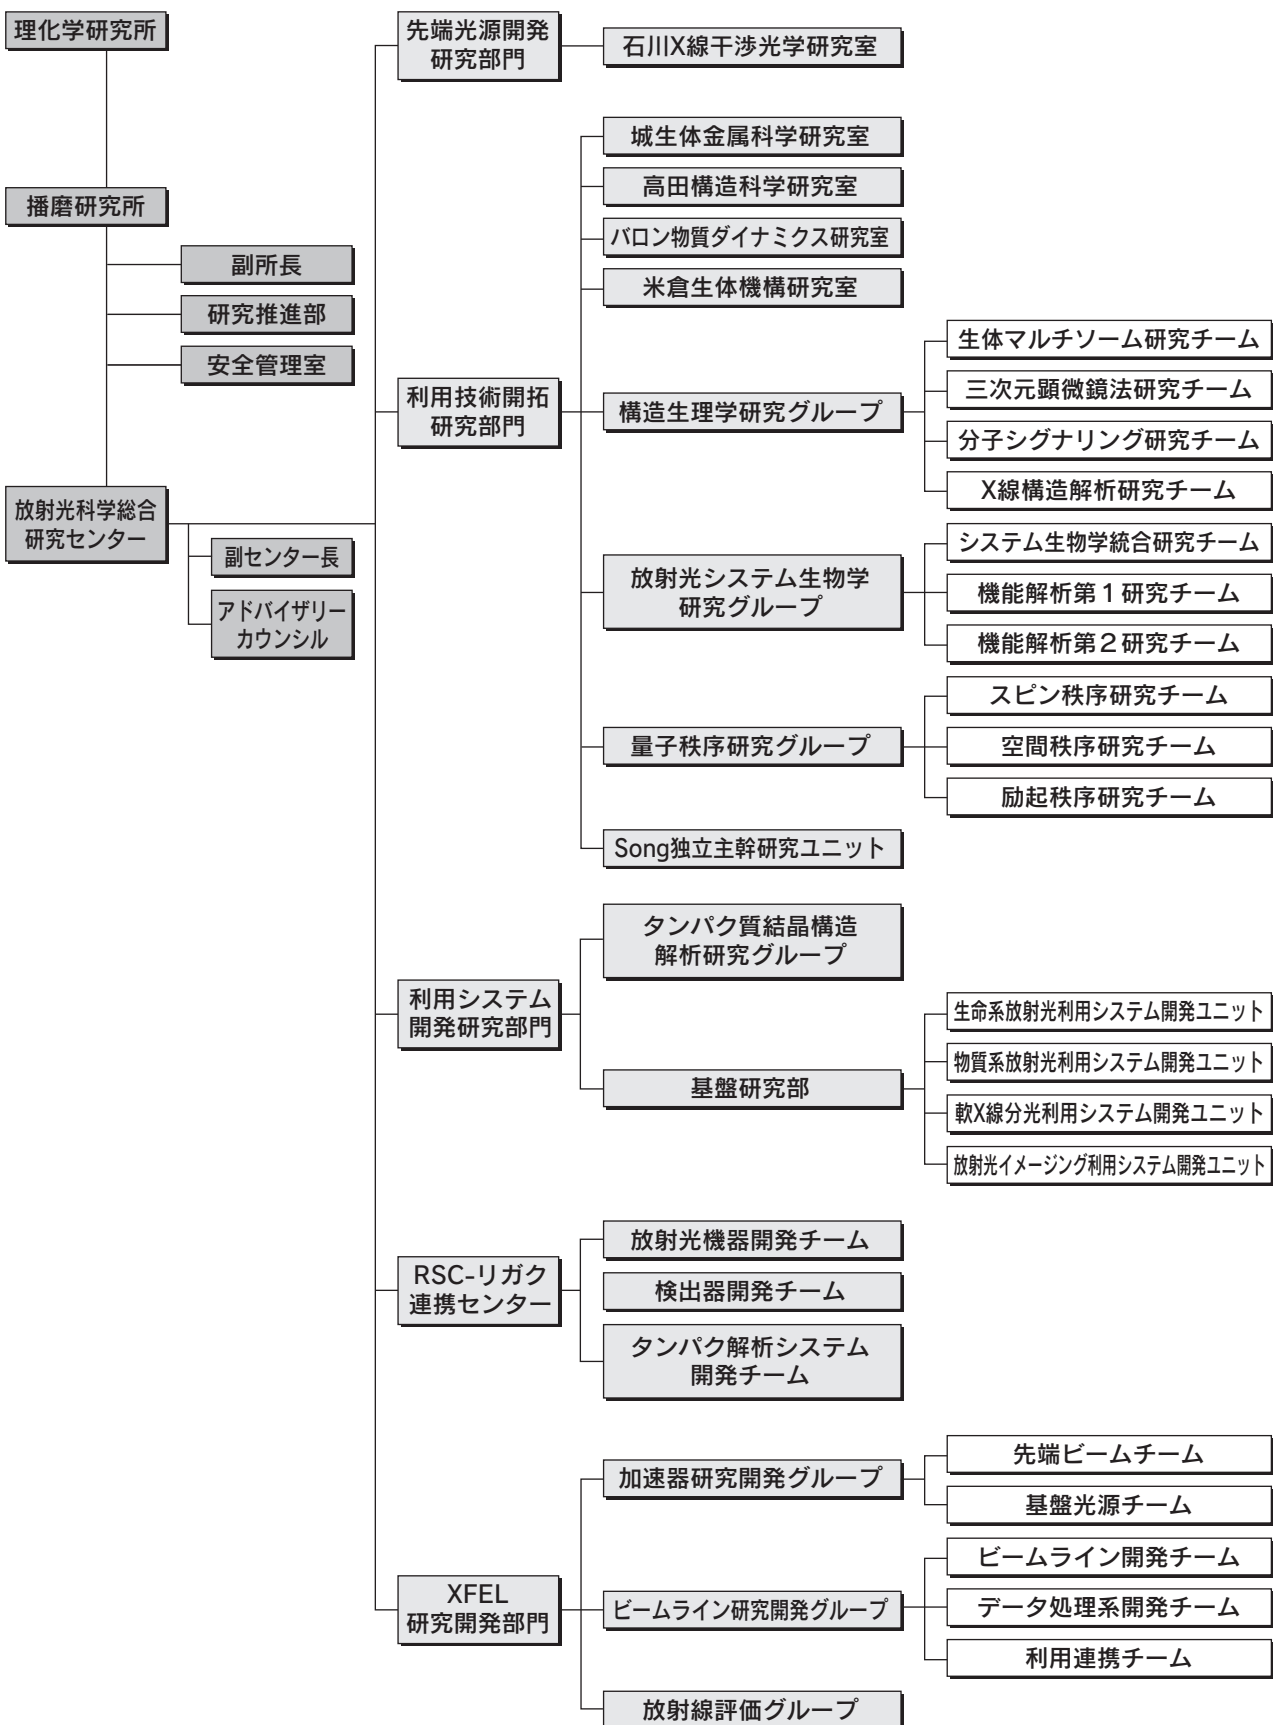 理化学研究所
播磨研究所
副所長
研究推進部
安全管理室
放射光科学総合
研究センター
副センター長
アドバイザリー
カウンシル
先端光源開発
研究部門
石川X線干渉光学研究室
利用技術開拓
研究部門
城生体金属科学研究室
高田構造科学研究室
バロン物質ダイナミクス研究室
米倉生体機構研究室
構造生理学研究グループ
生体マルチソーム研究チーム
三次元顕微鏡法研究チーム
分子シグナリング研究チーム
X線構造解析研究チーム
放射光システム生物学
研究グループ
システム生物学統合研究チーム
機能解析第1研究チーム
機能解析第2研究チーム
量子秩序研究グループ
スピン秩序研究チーム
空間秩序研究チーム
励起秩序研究チーム
Song独立主幹研究ユニット
利用システム
開発研究部門
タンパク質結晶構造
解析研究グループ
基盤研究部
生命系放射光利用システム開発ユニット
物質系放射光利用システム開発ユニット
軟X線分光利用システム開発ユニット
放射光イメージング利用システム開発ユニット
RSC-リガク
連携センター
放射光機器開発チーム
検出器開発チーム
タンパク解析システム
開発チーム
XFEL
研究開発部門
加速器研究開発グループ
先端ビームチーム
基盤光源チーム
ビームライン研究開発グループ
ビームライン開発チーム
データ処理系開発チーム
利用連携チーム
放射線評価グループ